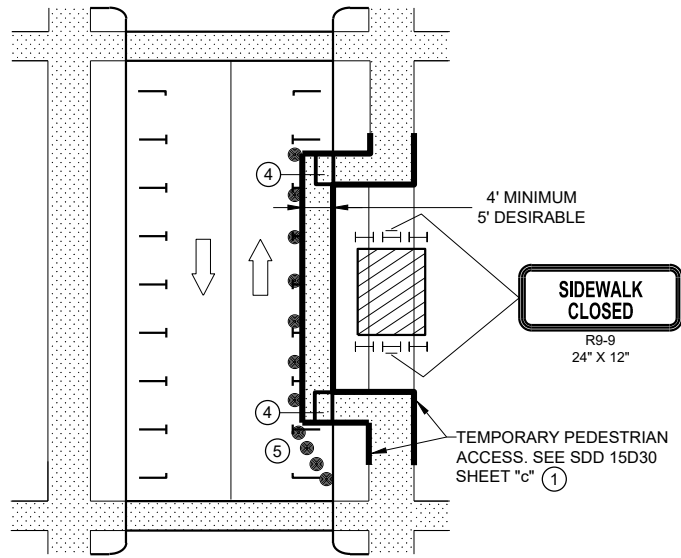 4
4' MINIMUM
5' DESIRABLE
SIDEWALK
CLOSED
R9-9
24" X 12"
4
5
TEMPORARY PEDESTRIAN
ACCESS. SEE SDD 15D30
SHEET "c" 1